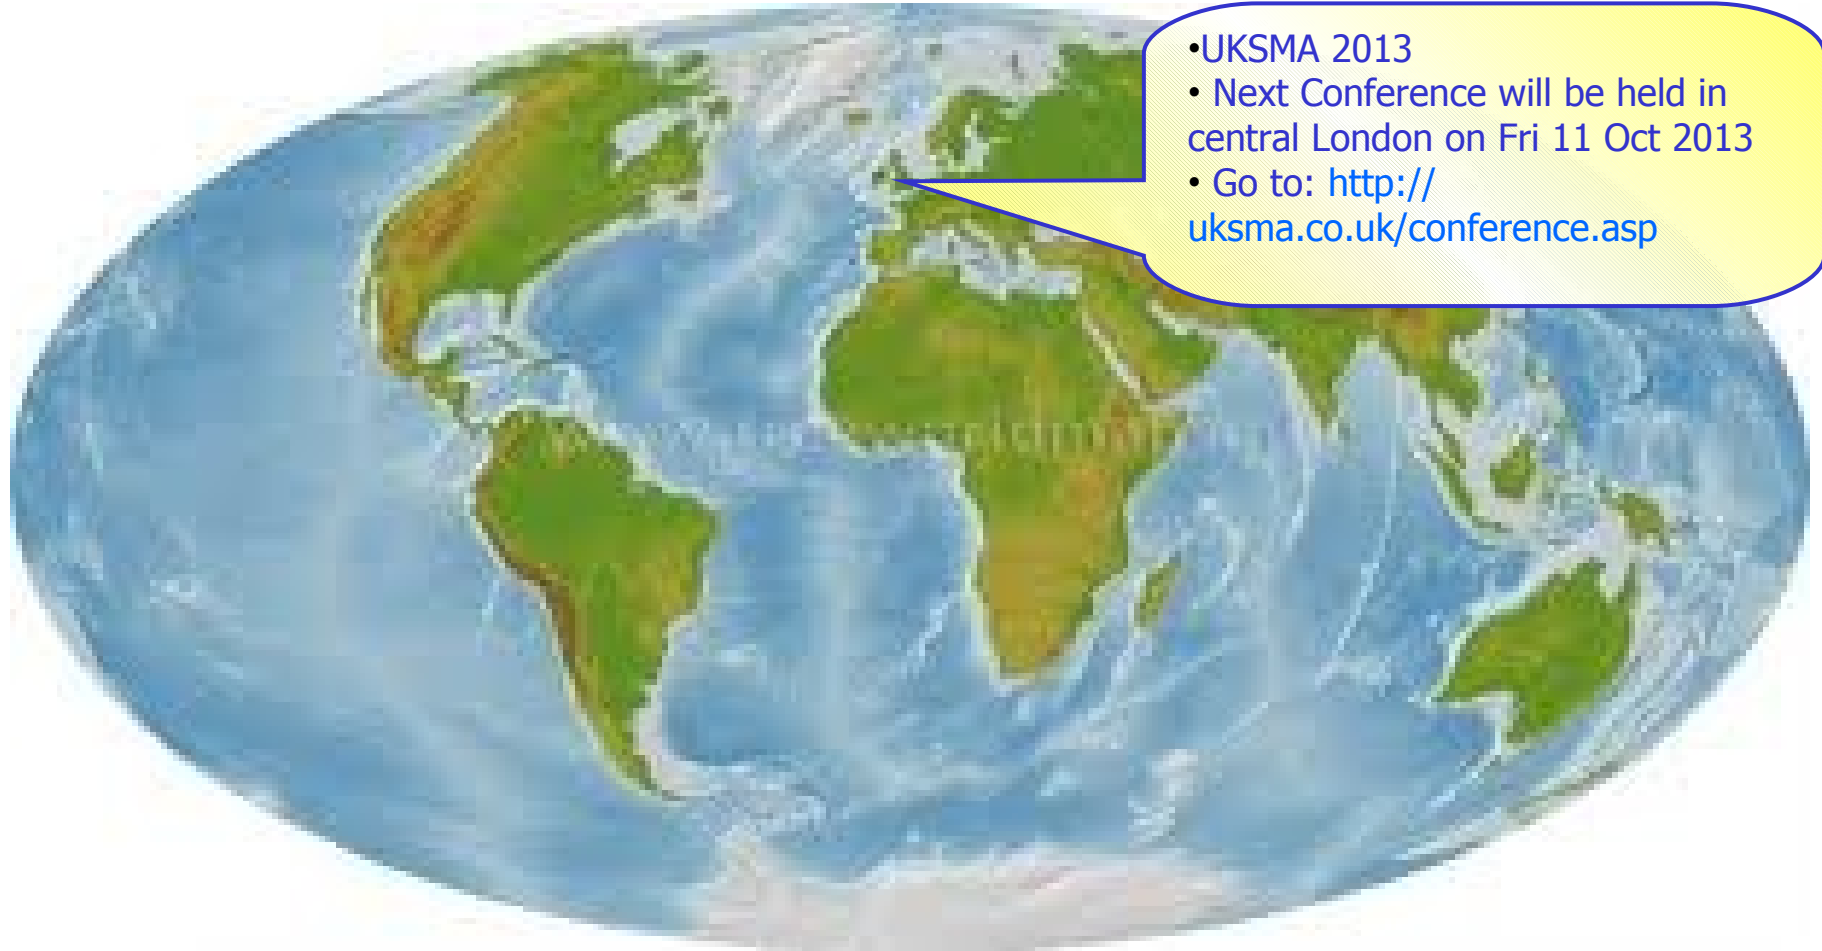 •UKSMA 2013
• Next Conference will be held in
central London on Fri 11 Oct 2013
• Go to: http://
uksma.co.uk/conference.asp